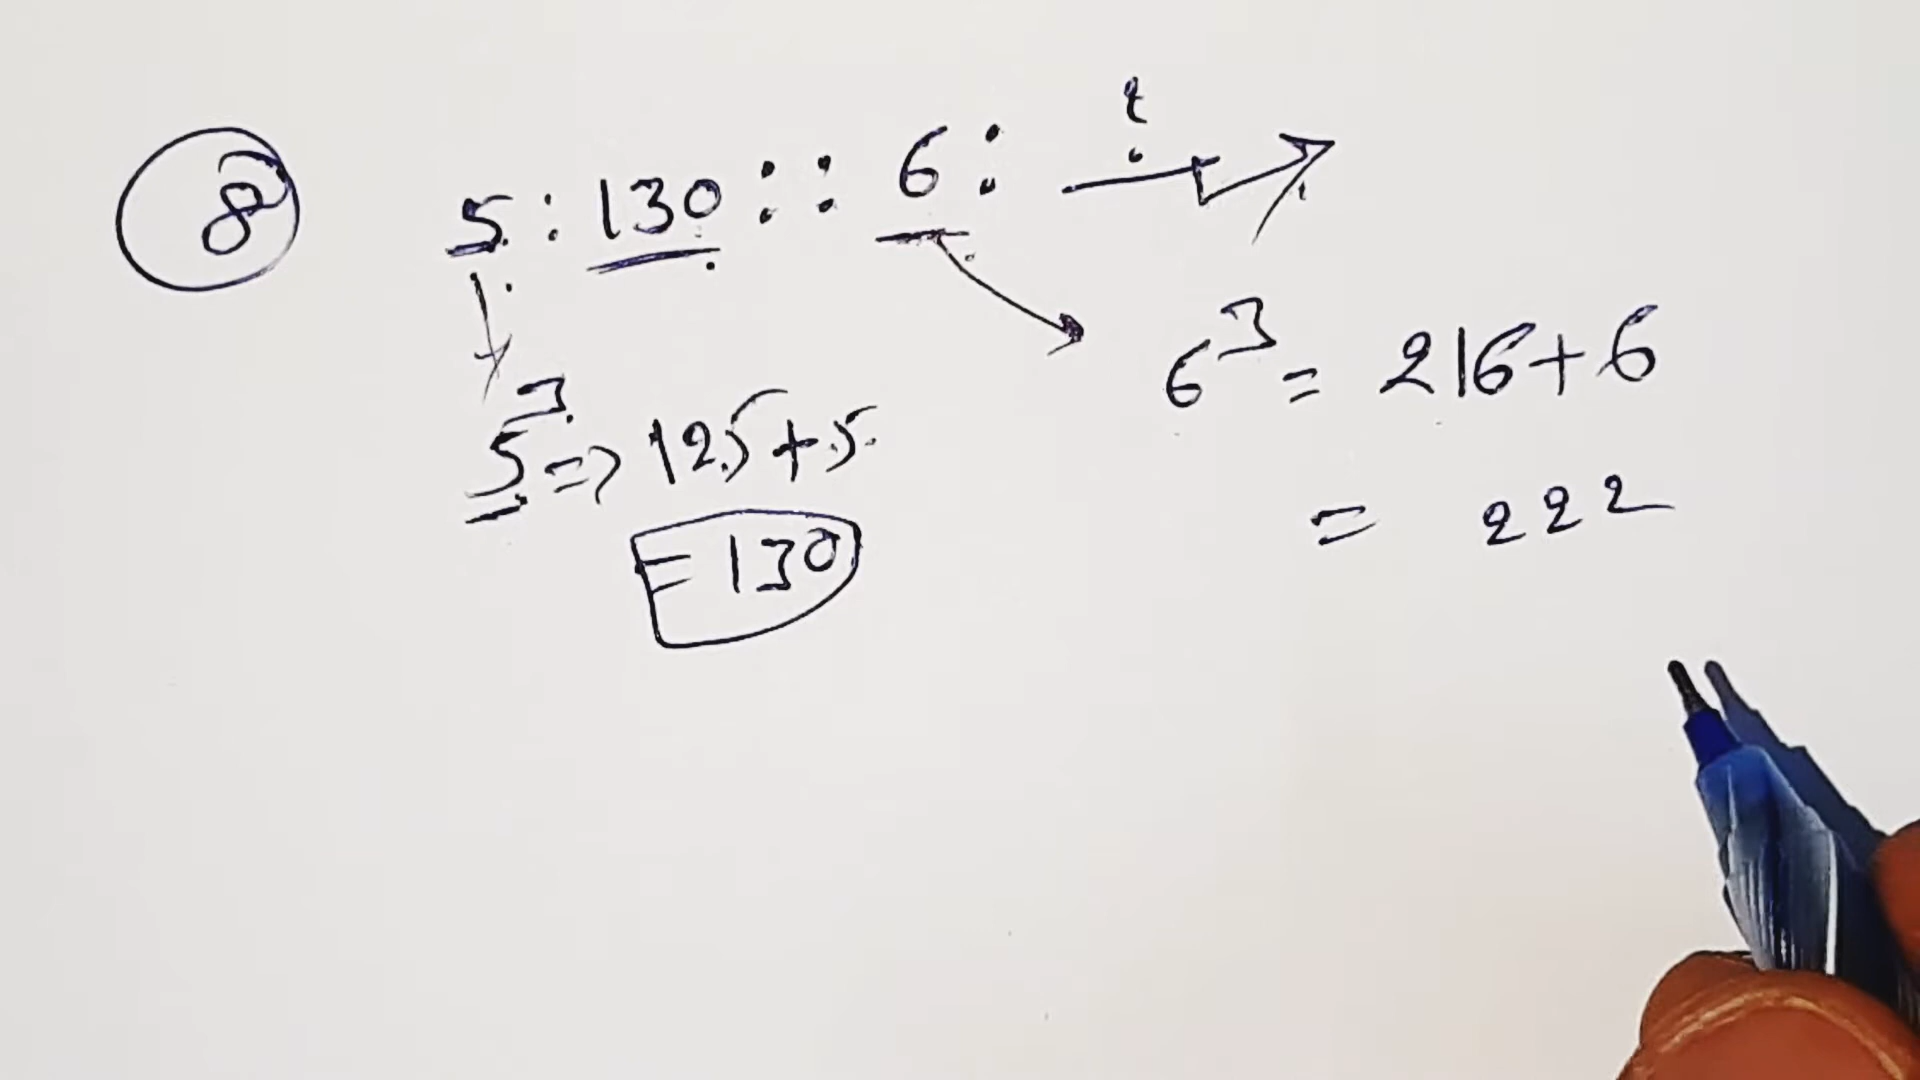 8
5 : 130 :: 6 : ?
6³ = 216 + 6
5³ => 125 + 5
= 222
= 130